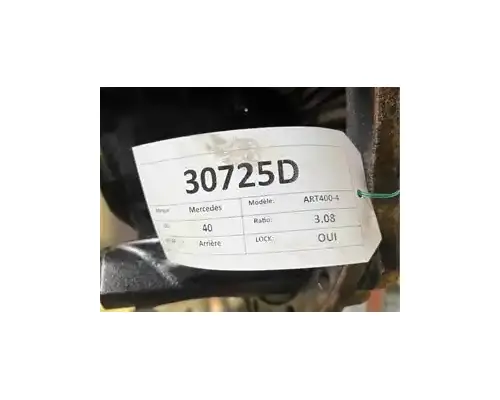 30725D
Marque: Mercedes Modèle: ART400-4
40 Ratio: 3.08
Arrière LOCK: OUI